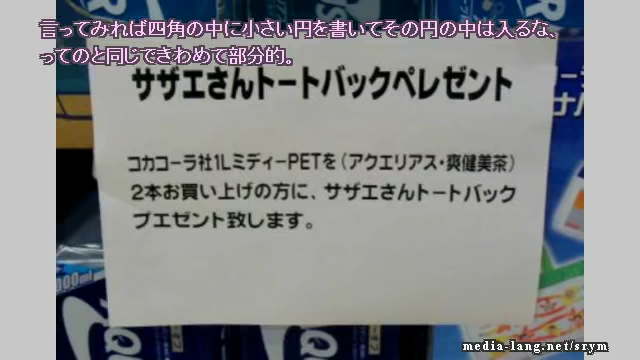 言ってみれば四角の中に小さい円を書いてその円の中は入るな、
ってのと同じできわめて部分的。
サザエさんトートバックペレゼント
コカコーラ社1LミディーPETを（アクエリアス・爽健美茶）
2本お買い上げの方に、サザエさんトートバック
プエゼント致します。
media-lang.net/srym